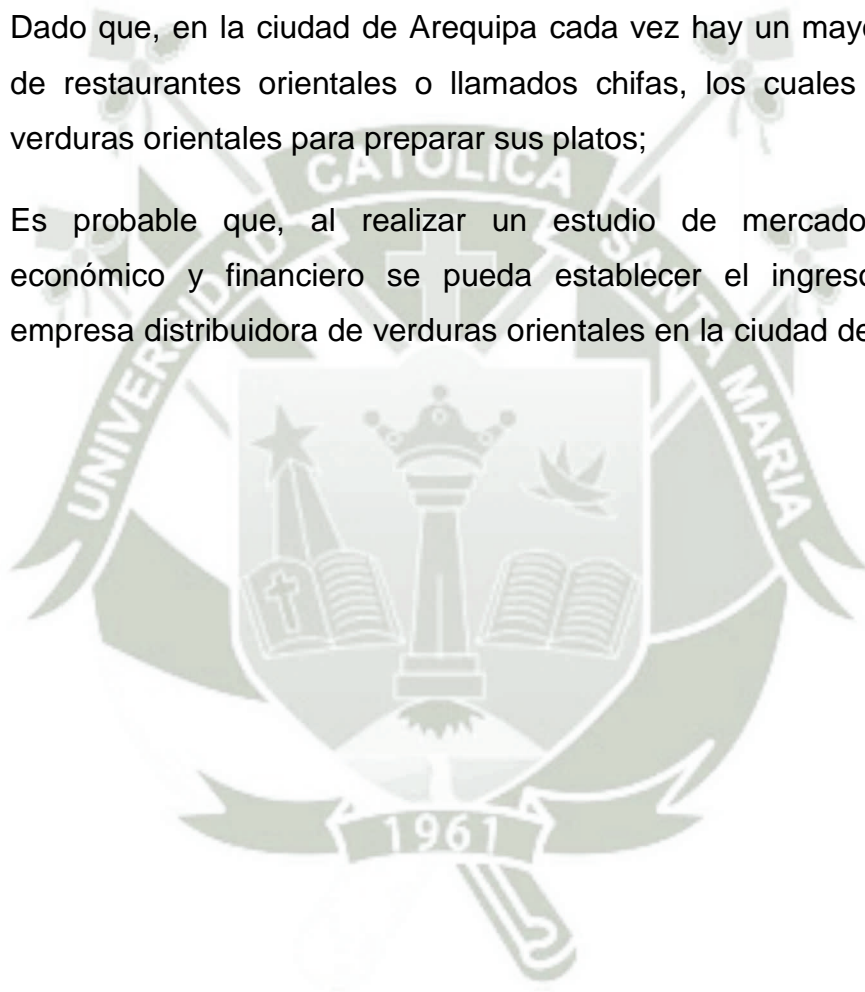 Dado que, en la ciudad de Arequipa cada vez hay un
de restaurantes orientales o llamados chifas, los cuales
verduras orientales para preparar sus platos;
Es probable que, al realizar un estudio de mercado
económico y financiero se pueda establecer el ingreso
empresa distribuidora de verduras orientales en la ciudad de
UNIVERSIDAD CATOLICA SANTA MARIA
1961